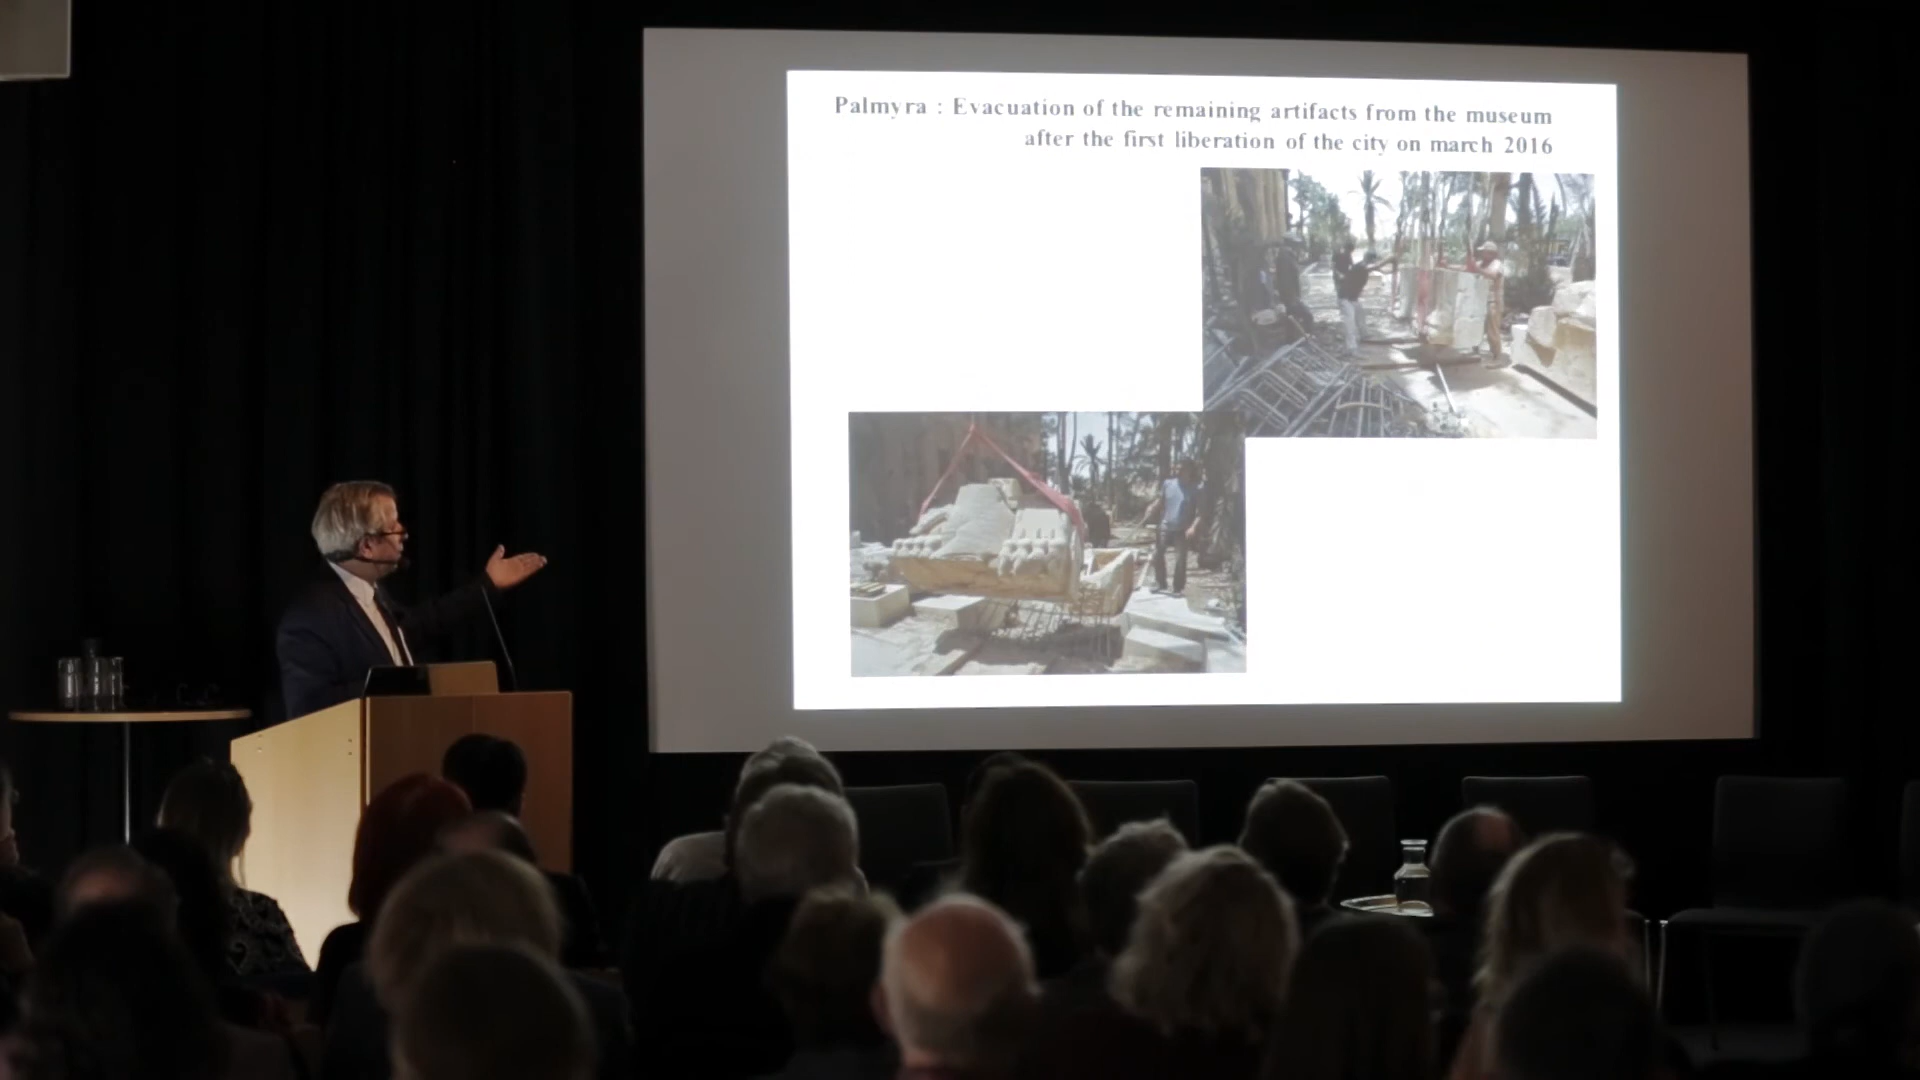 Palmyra : Evacuation of the remaining artifacts from the museum
after the first liberation of the city on march 2016